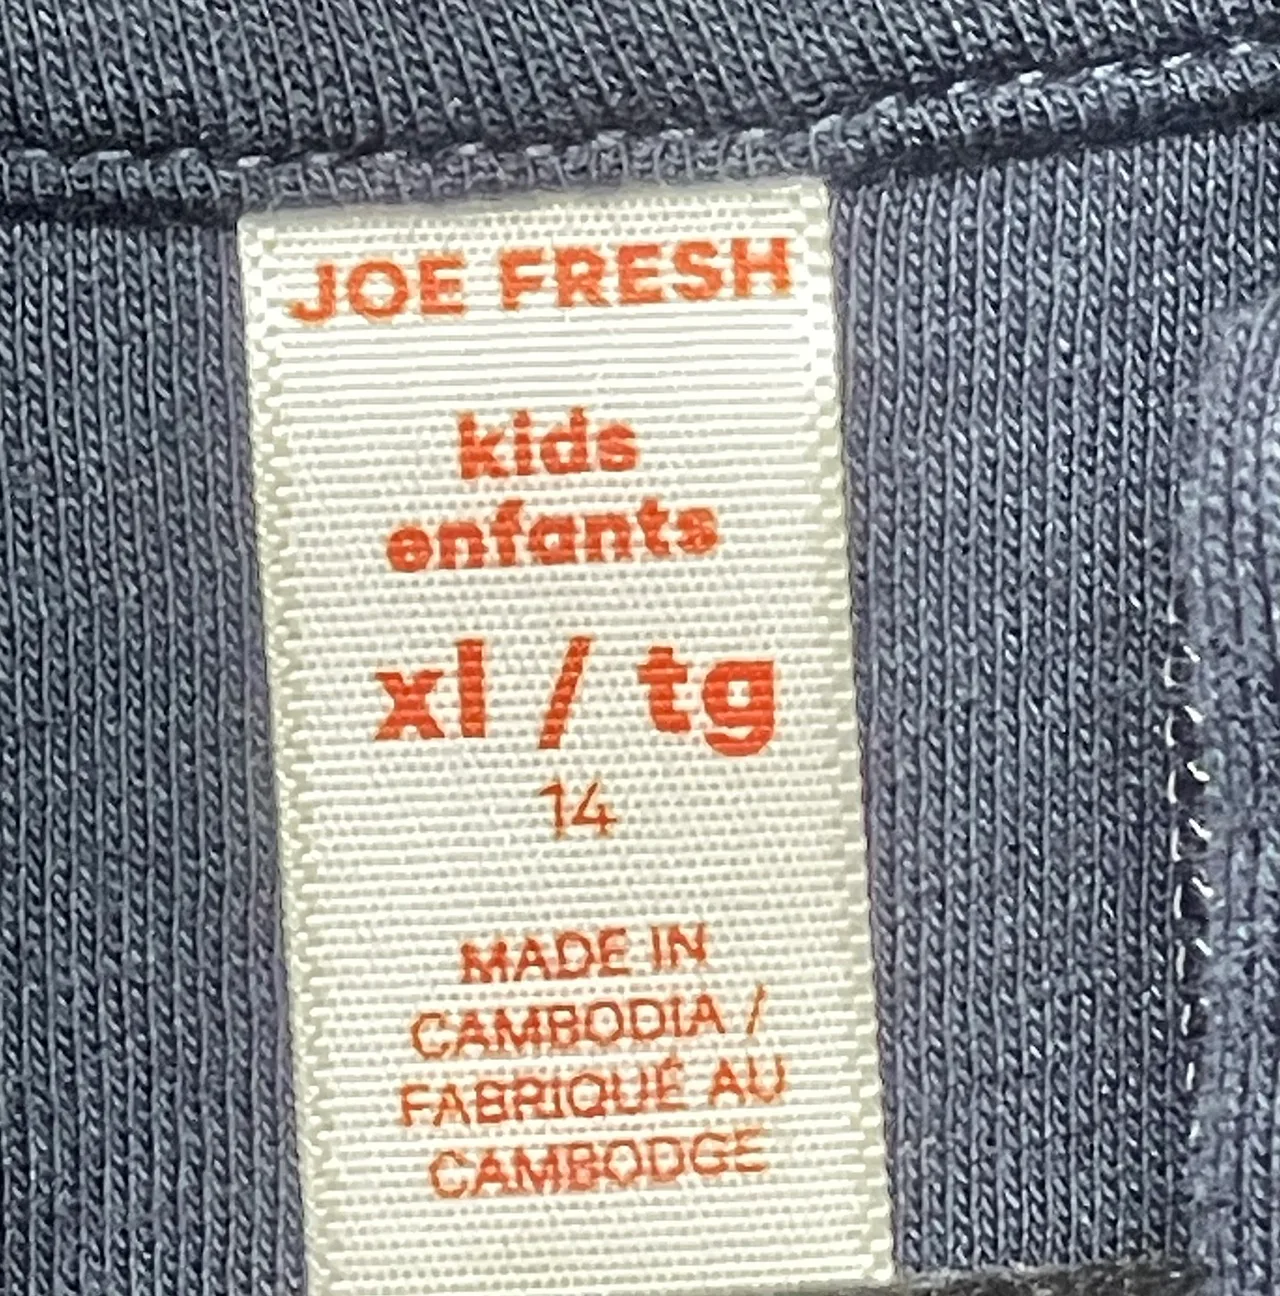 JOE FRESH
kids
enfants
xl / tg
14
MADE IN
CAMBODIA /
FABRIQUÉ AU
CAMBODGE